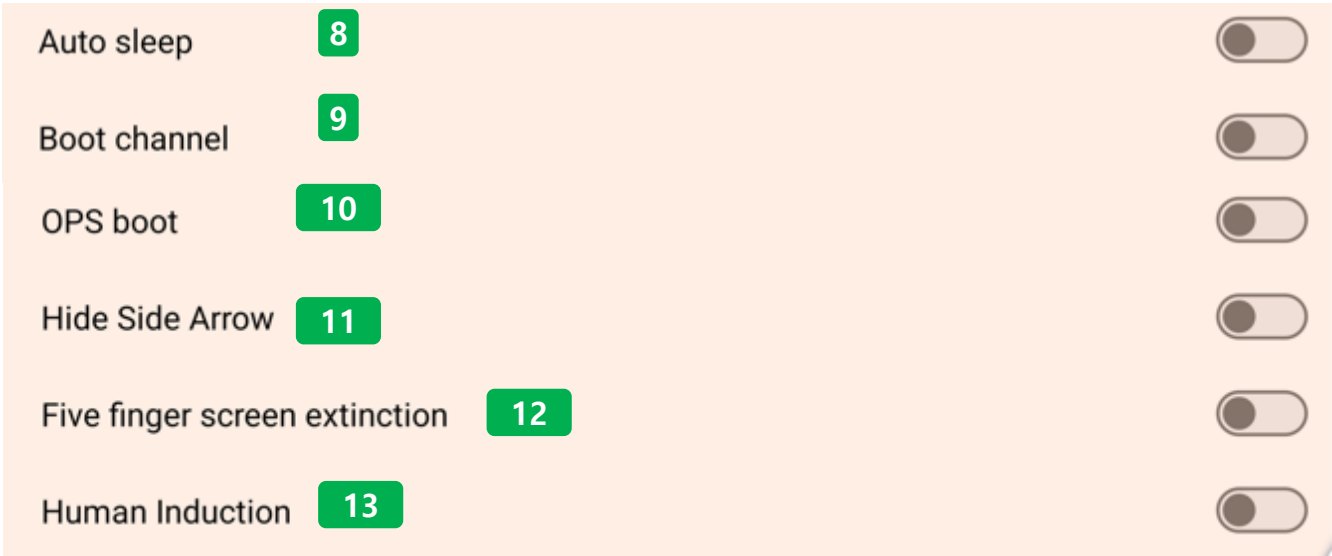 Auto sleep 8
Boot channel 9
OPS boot 10
Hide Side Arrow 11
Five finger screen extinction 12
Human Induction 13